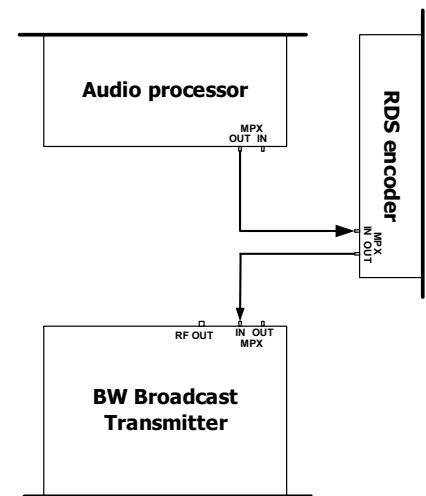 Audio processor
MPX
OUT IN
RDS encoder
MPX
IN OUT
RF OUT
IN OUT
MPX
BW Broadcast
Transmitter